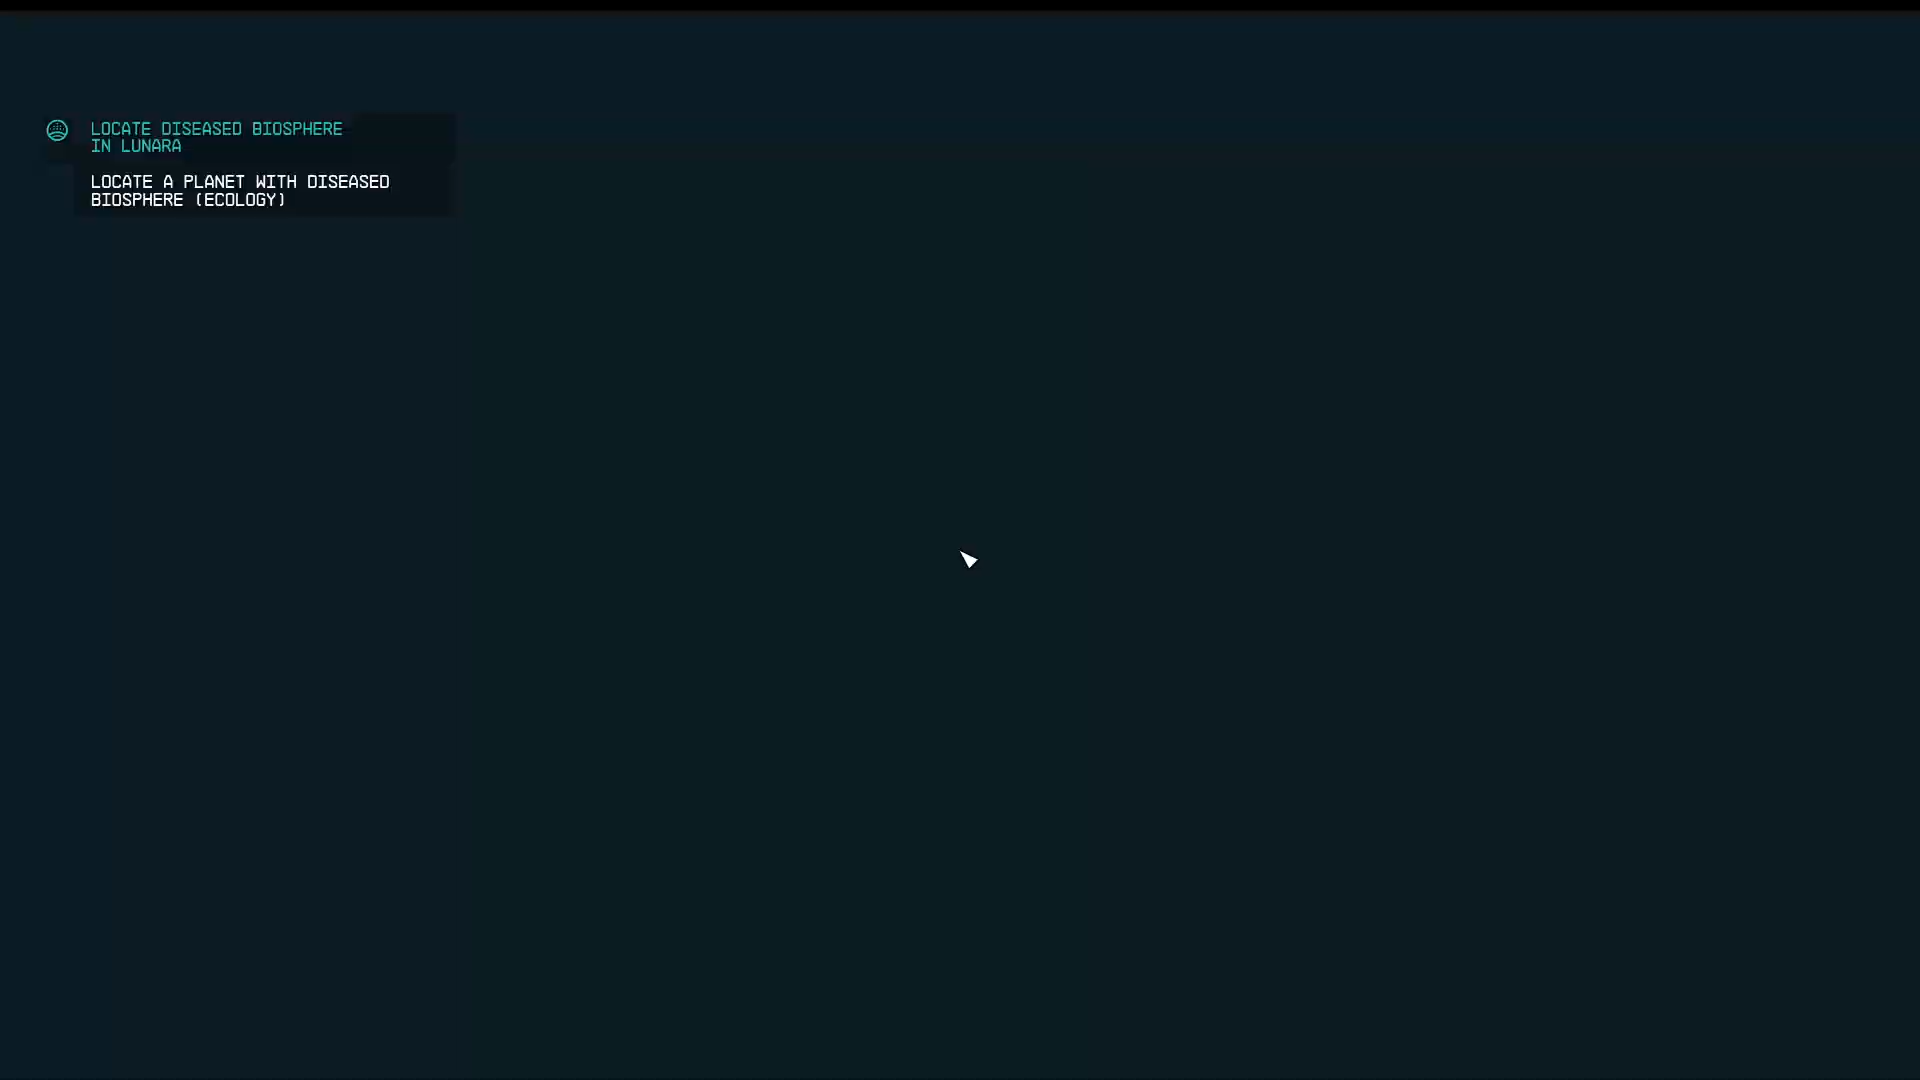 LOCATE DISEASED BIOSPHERE
IN LUNARA
LOCATE A PLANET WITH DISEASED
BIOSPHERE (ECOLOGY)